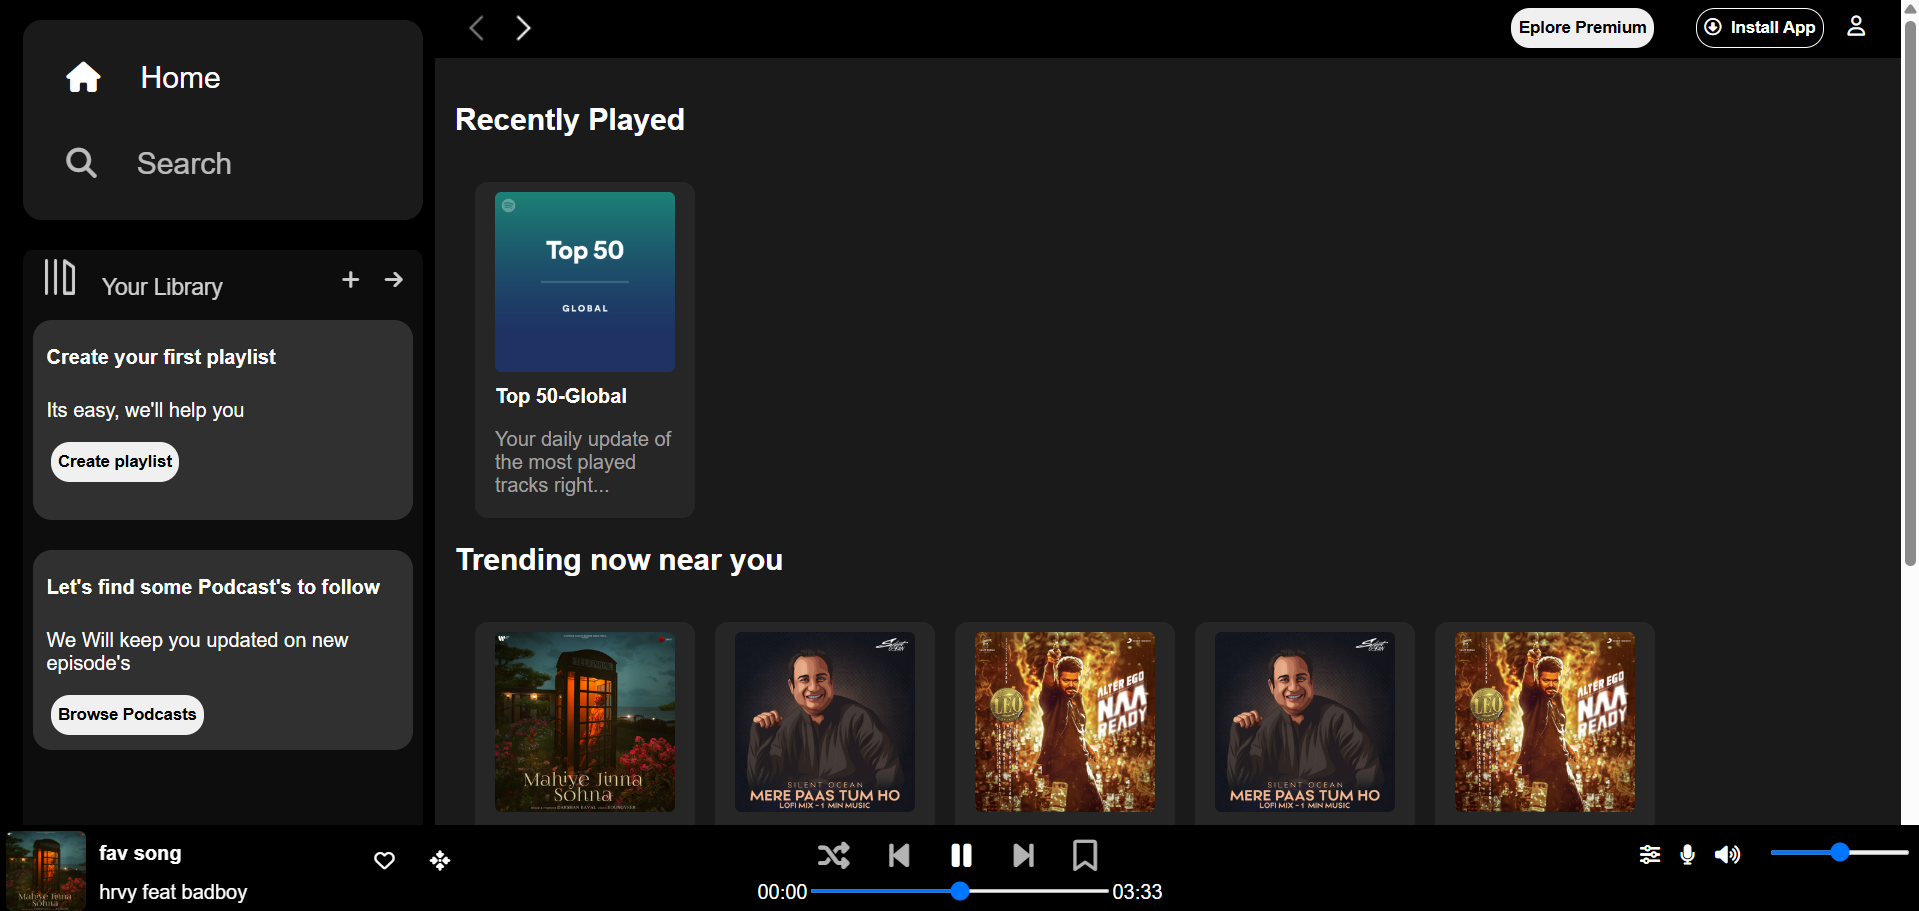 Home
Search
Your Library
Create your first playlist
Its easy, we'll help you
Create playlist
Let's find some Podcast's to follow
We Will keep you updated on new
episode's
Browse Podcasts
Eplore Premium
Install App
Recently Played
Top 50
GLOBAL
Top 50-Global
Your daily update of
the most played
tracks right...
Trending now near you
Mahiye Jinna
Sohna
SILENT OCEAN
MERE PAAS TUM HO
LOFI MIX - 1 MIN MUSIC
LEO
ALTER EGO
NAA
READY
SILENT OCEAN
MERE PAAS TUM HO
LOFI MIX - 1 MIN MUSIC
LEO
ALTER EGO
NAA
READY
Mahiye Jinna
Sohna
fav song
hrvy feat badboy
00:00
03:33